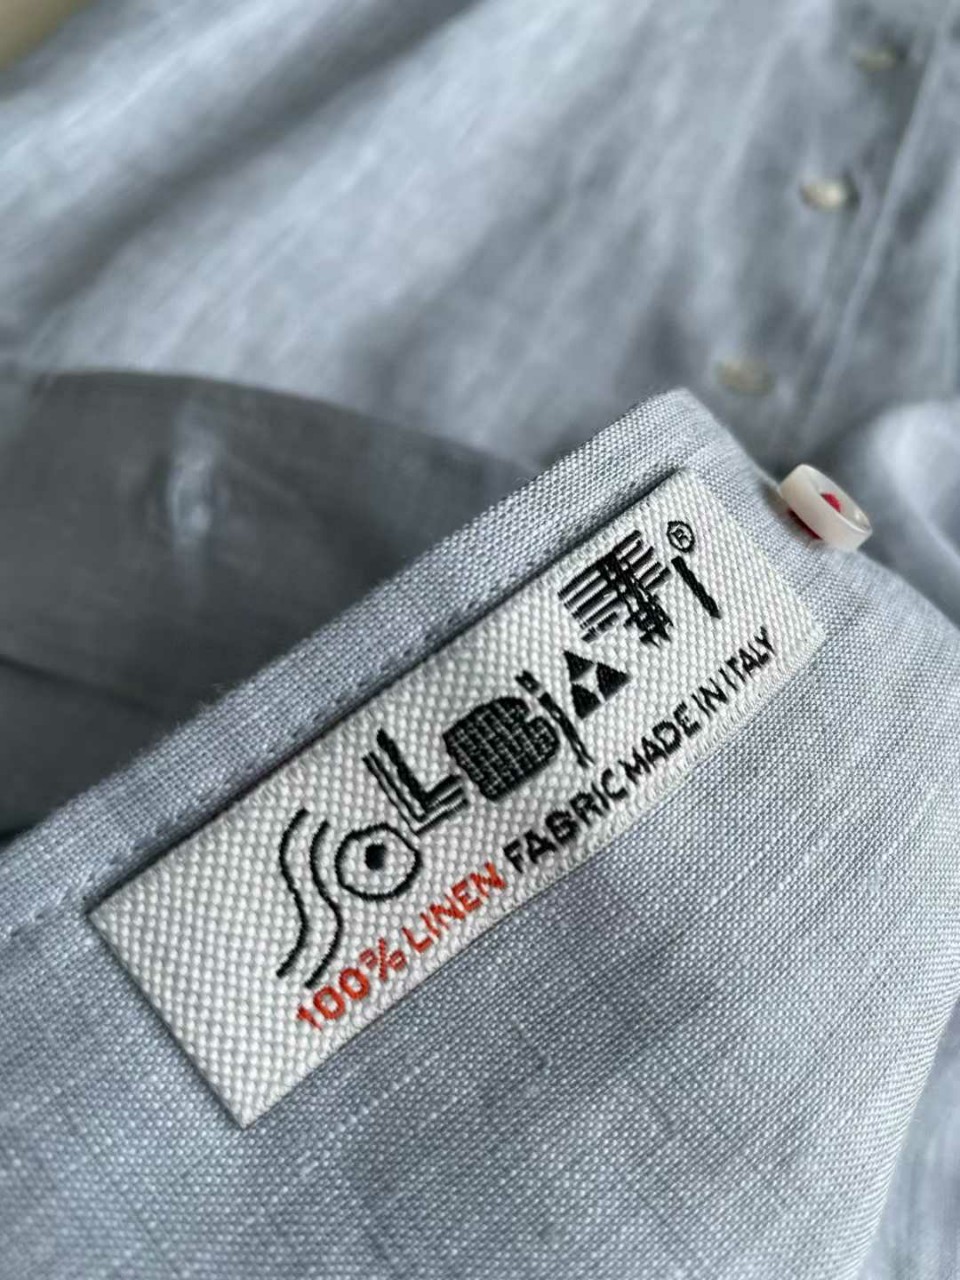 SOLBIATI®
100% LINEN FABRIC MADE IN ITALY